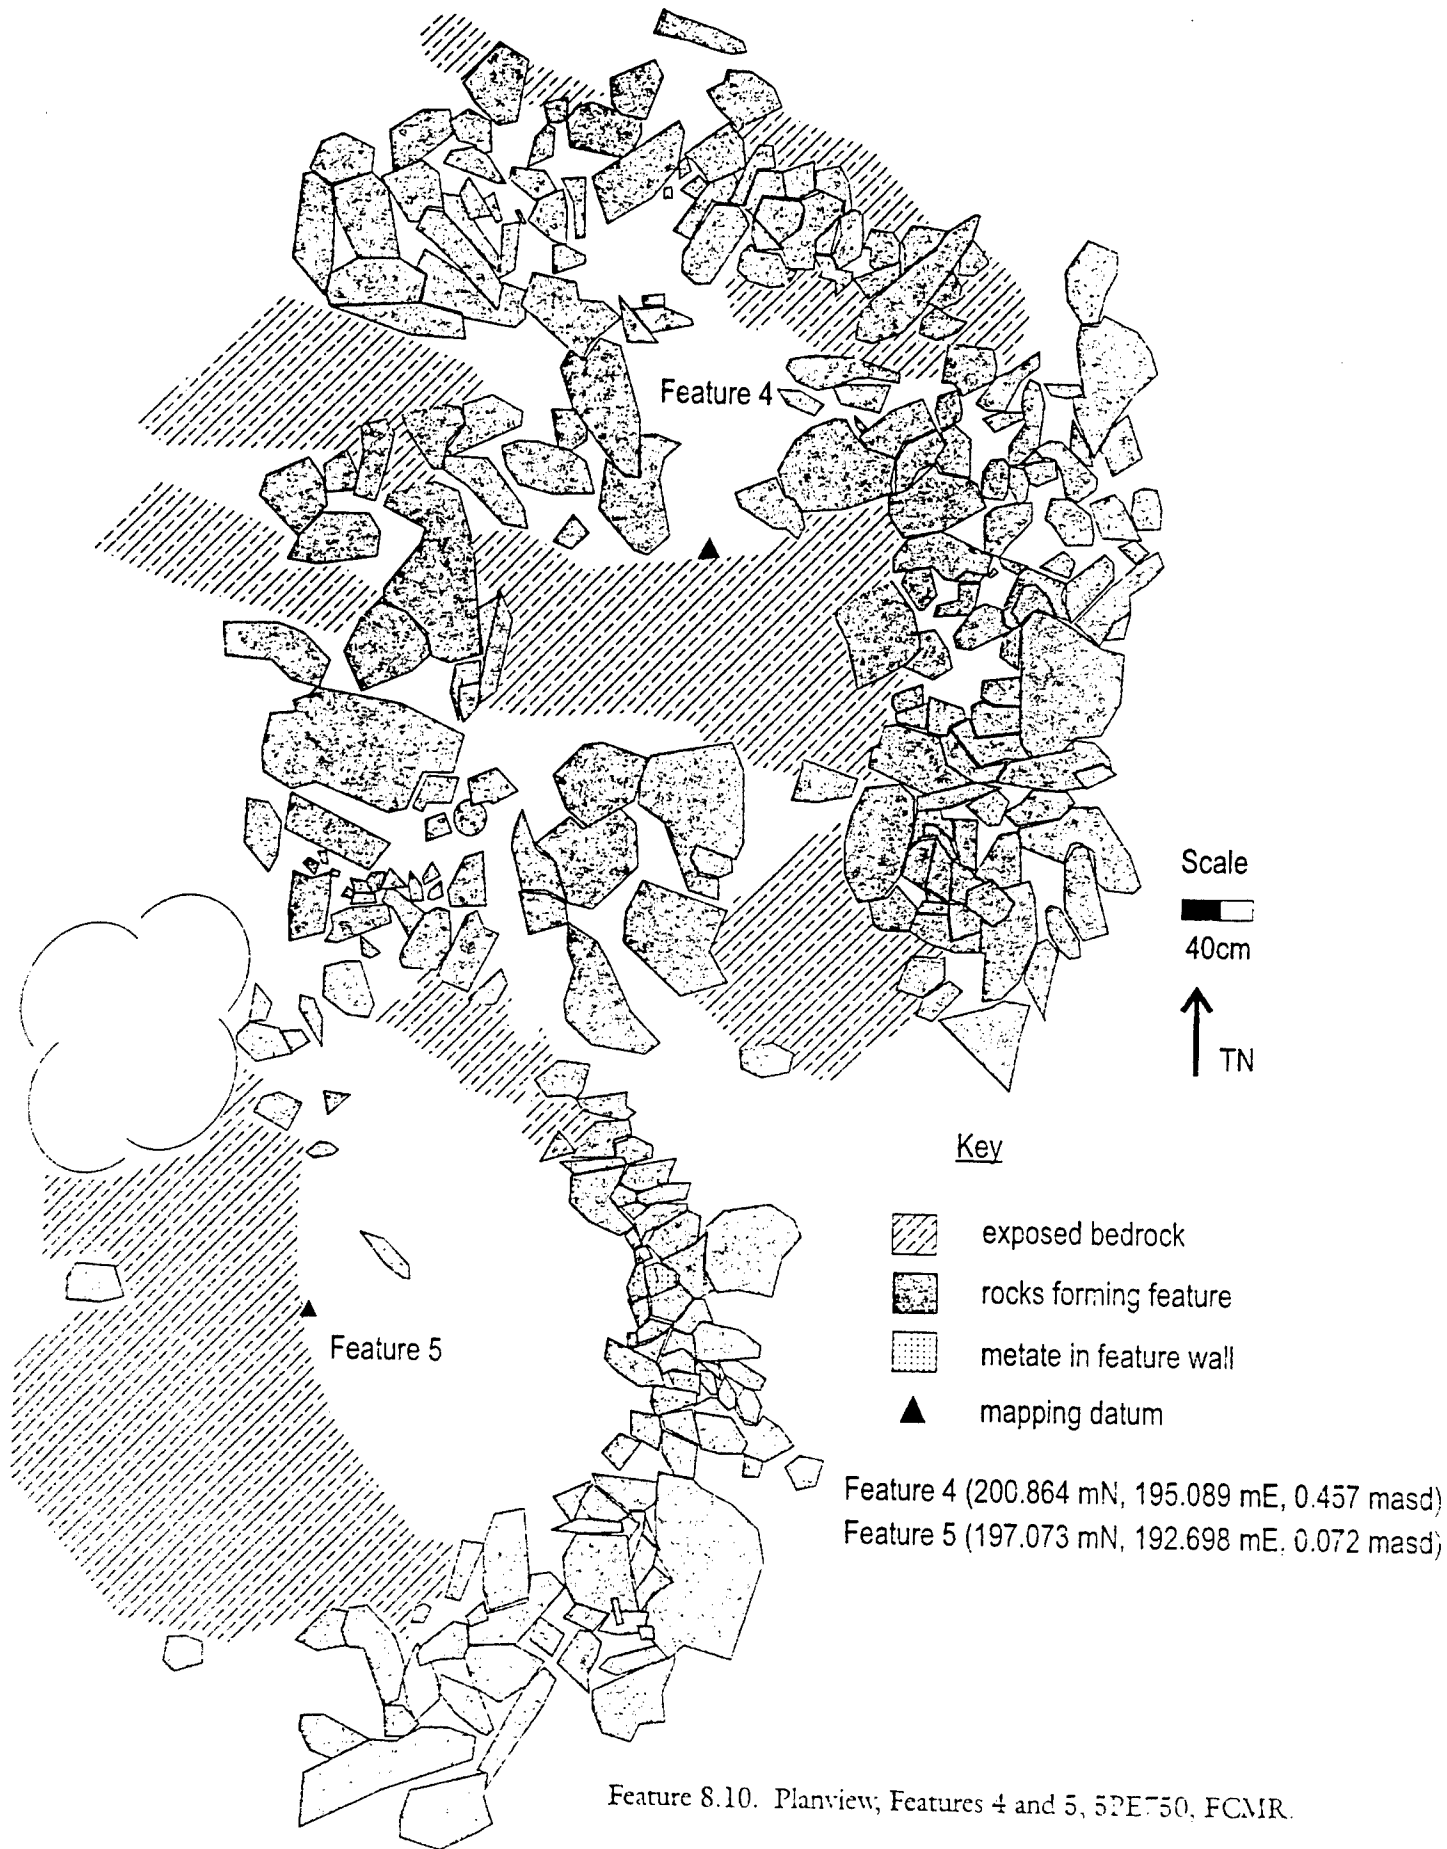 Feature 4
Scale
40cm
TN
Key
exposed bedrock
rocks forming feature
metate in feature wall
mapping datum
Feature 5
Feature 4 (200.864 mN, 195.089 mE, 0.457 masd)
Feature 5 (197.073 mN, 192.698 mE, 0.072 masd)
Feature 8.10. Planview, Features 4 and 5, 5PE750, FCMR.